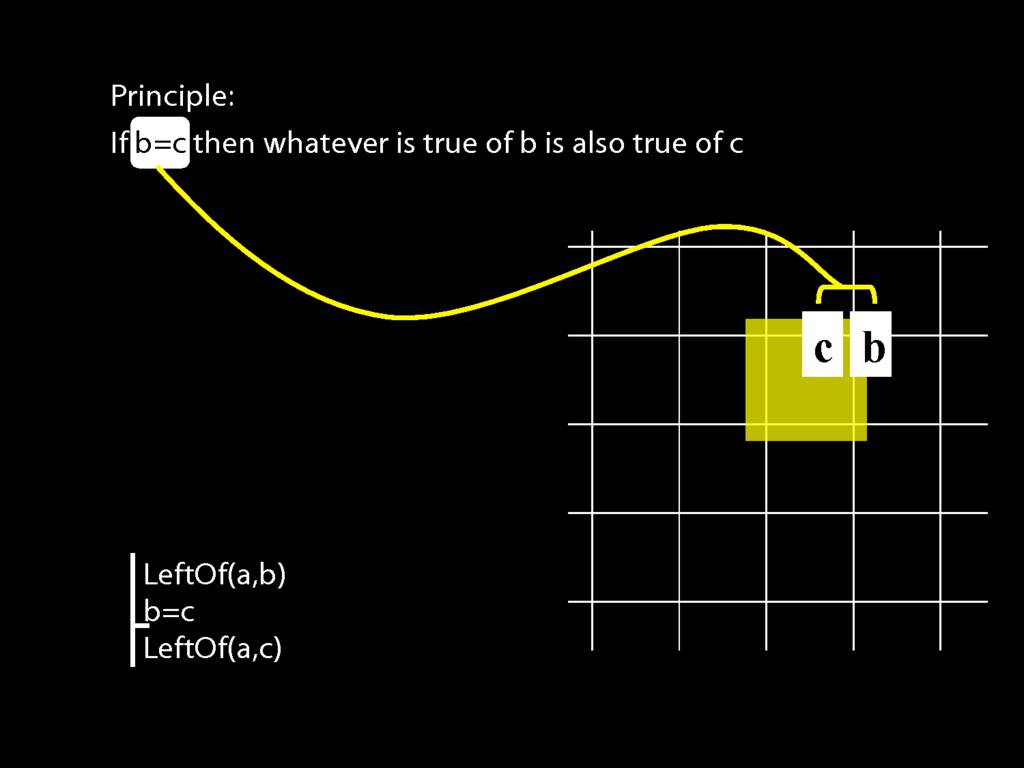 Principle:
If b=c then whatever is true of b is also true of c
c b
LeftOf(a,b)
b=c
LeftOf(a,c)